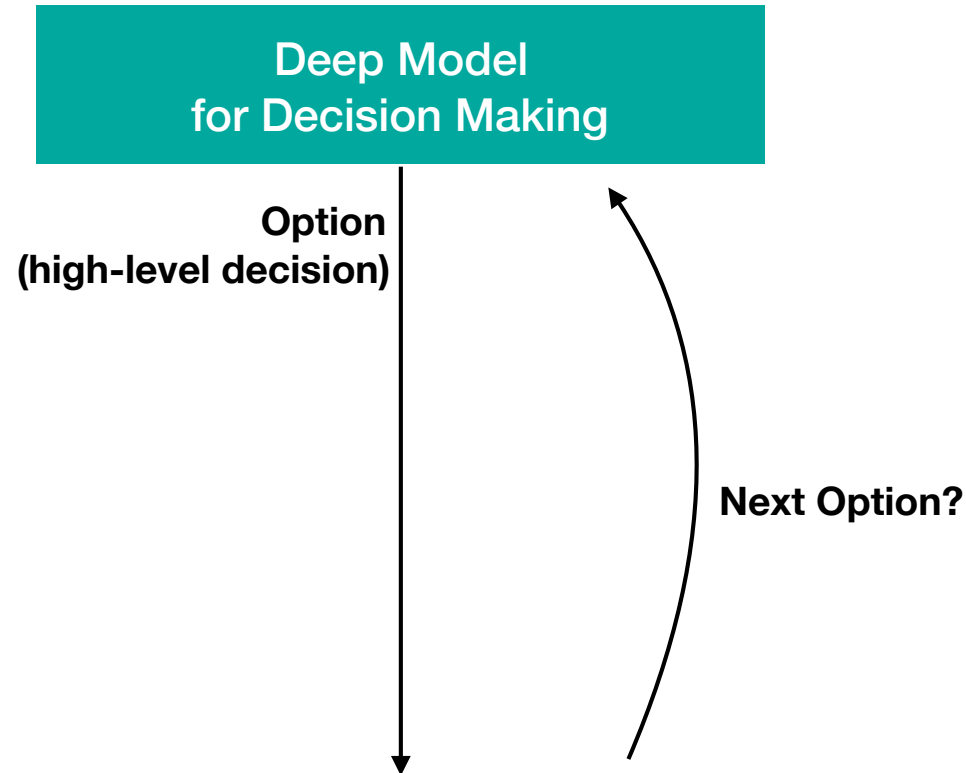 Deep Model
for Decision Making
Option
(high-level decision)
Next Option?